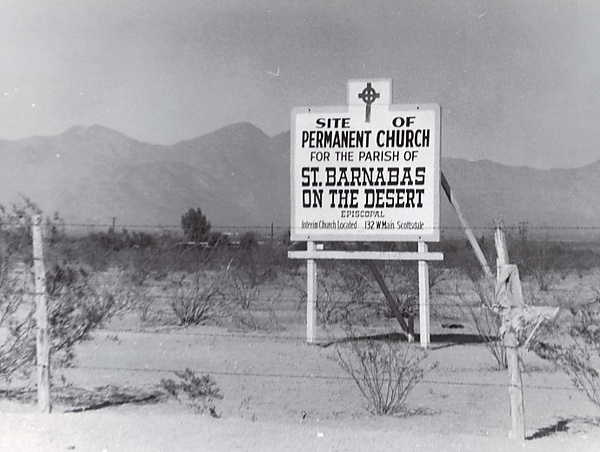 SITE OF
PERMANENT CHURCH
FOR THE PARISH OF
ST. BARNABAS
ON THE DESERT
EPISCOPAL
Interim Church Located 132 W. Main Scottsdale